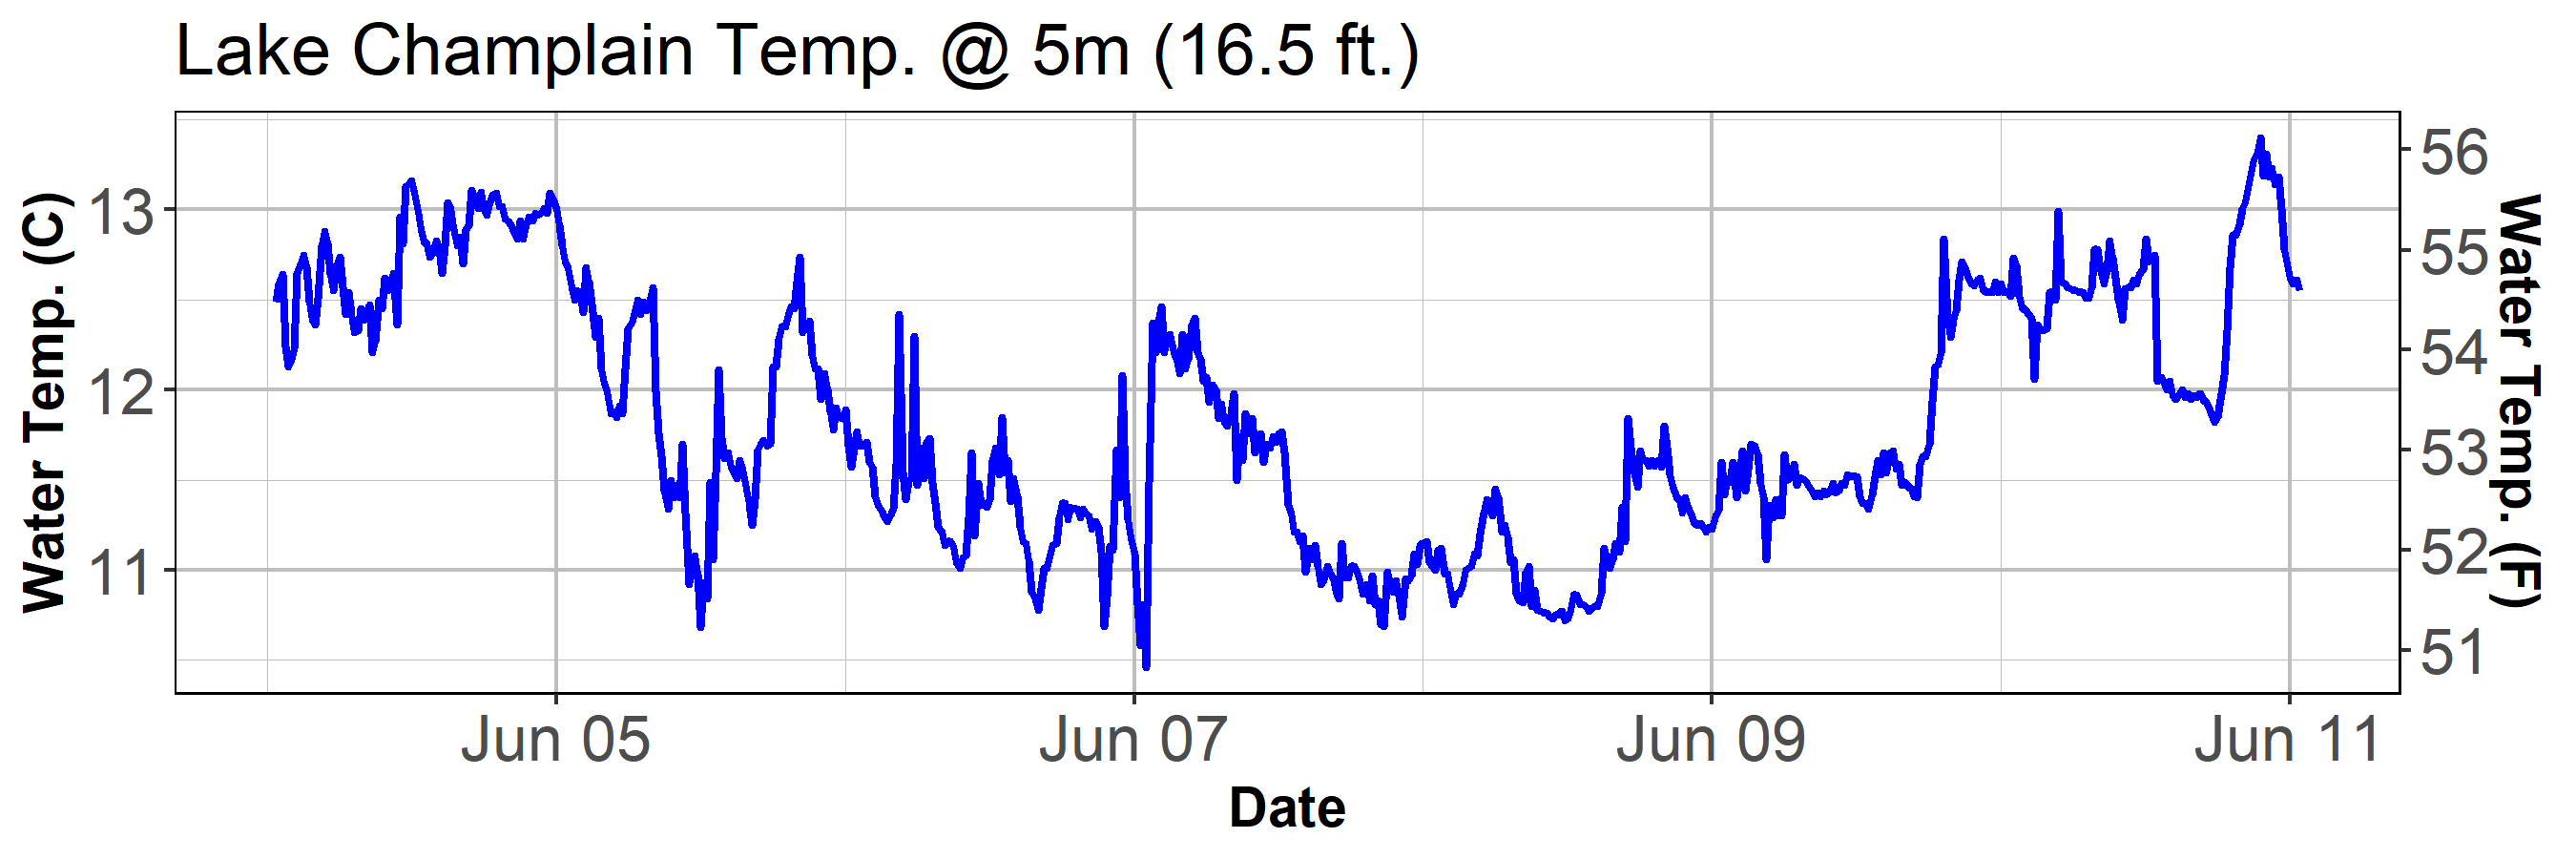 Lake Champlain Temp. @ 5m (16.5 ft.)
Water Temp. (C)
13
12
11
56
55
54
53
52
51
Water Temp. (F)
Jun 05 Jun 07 Jun 09 Jun 11
Date